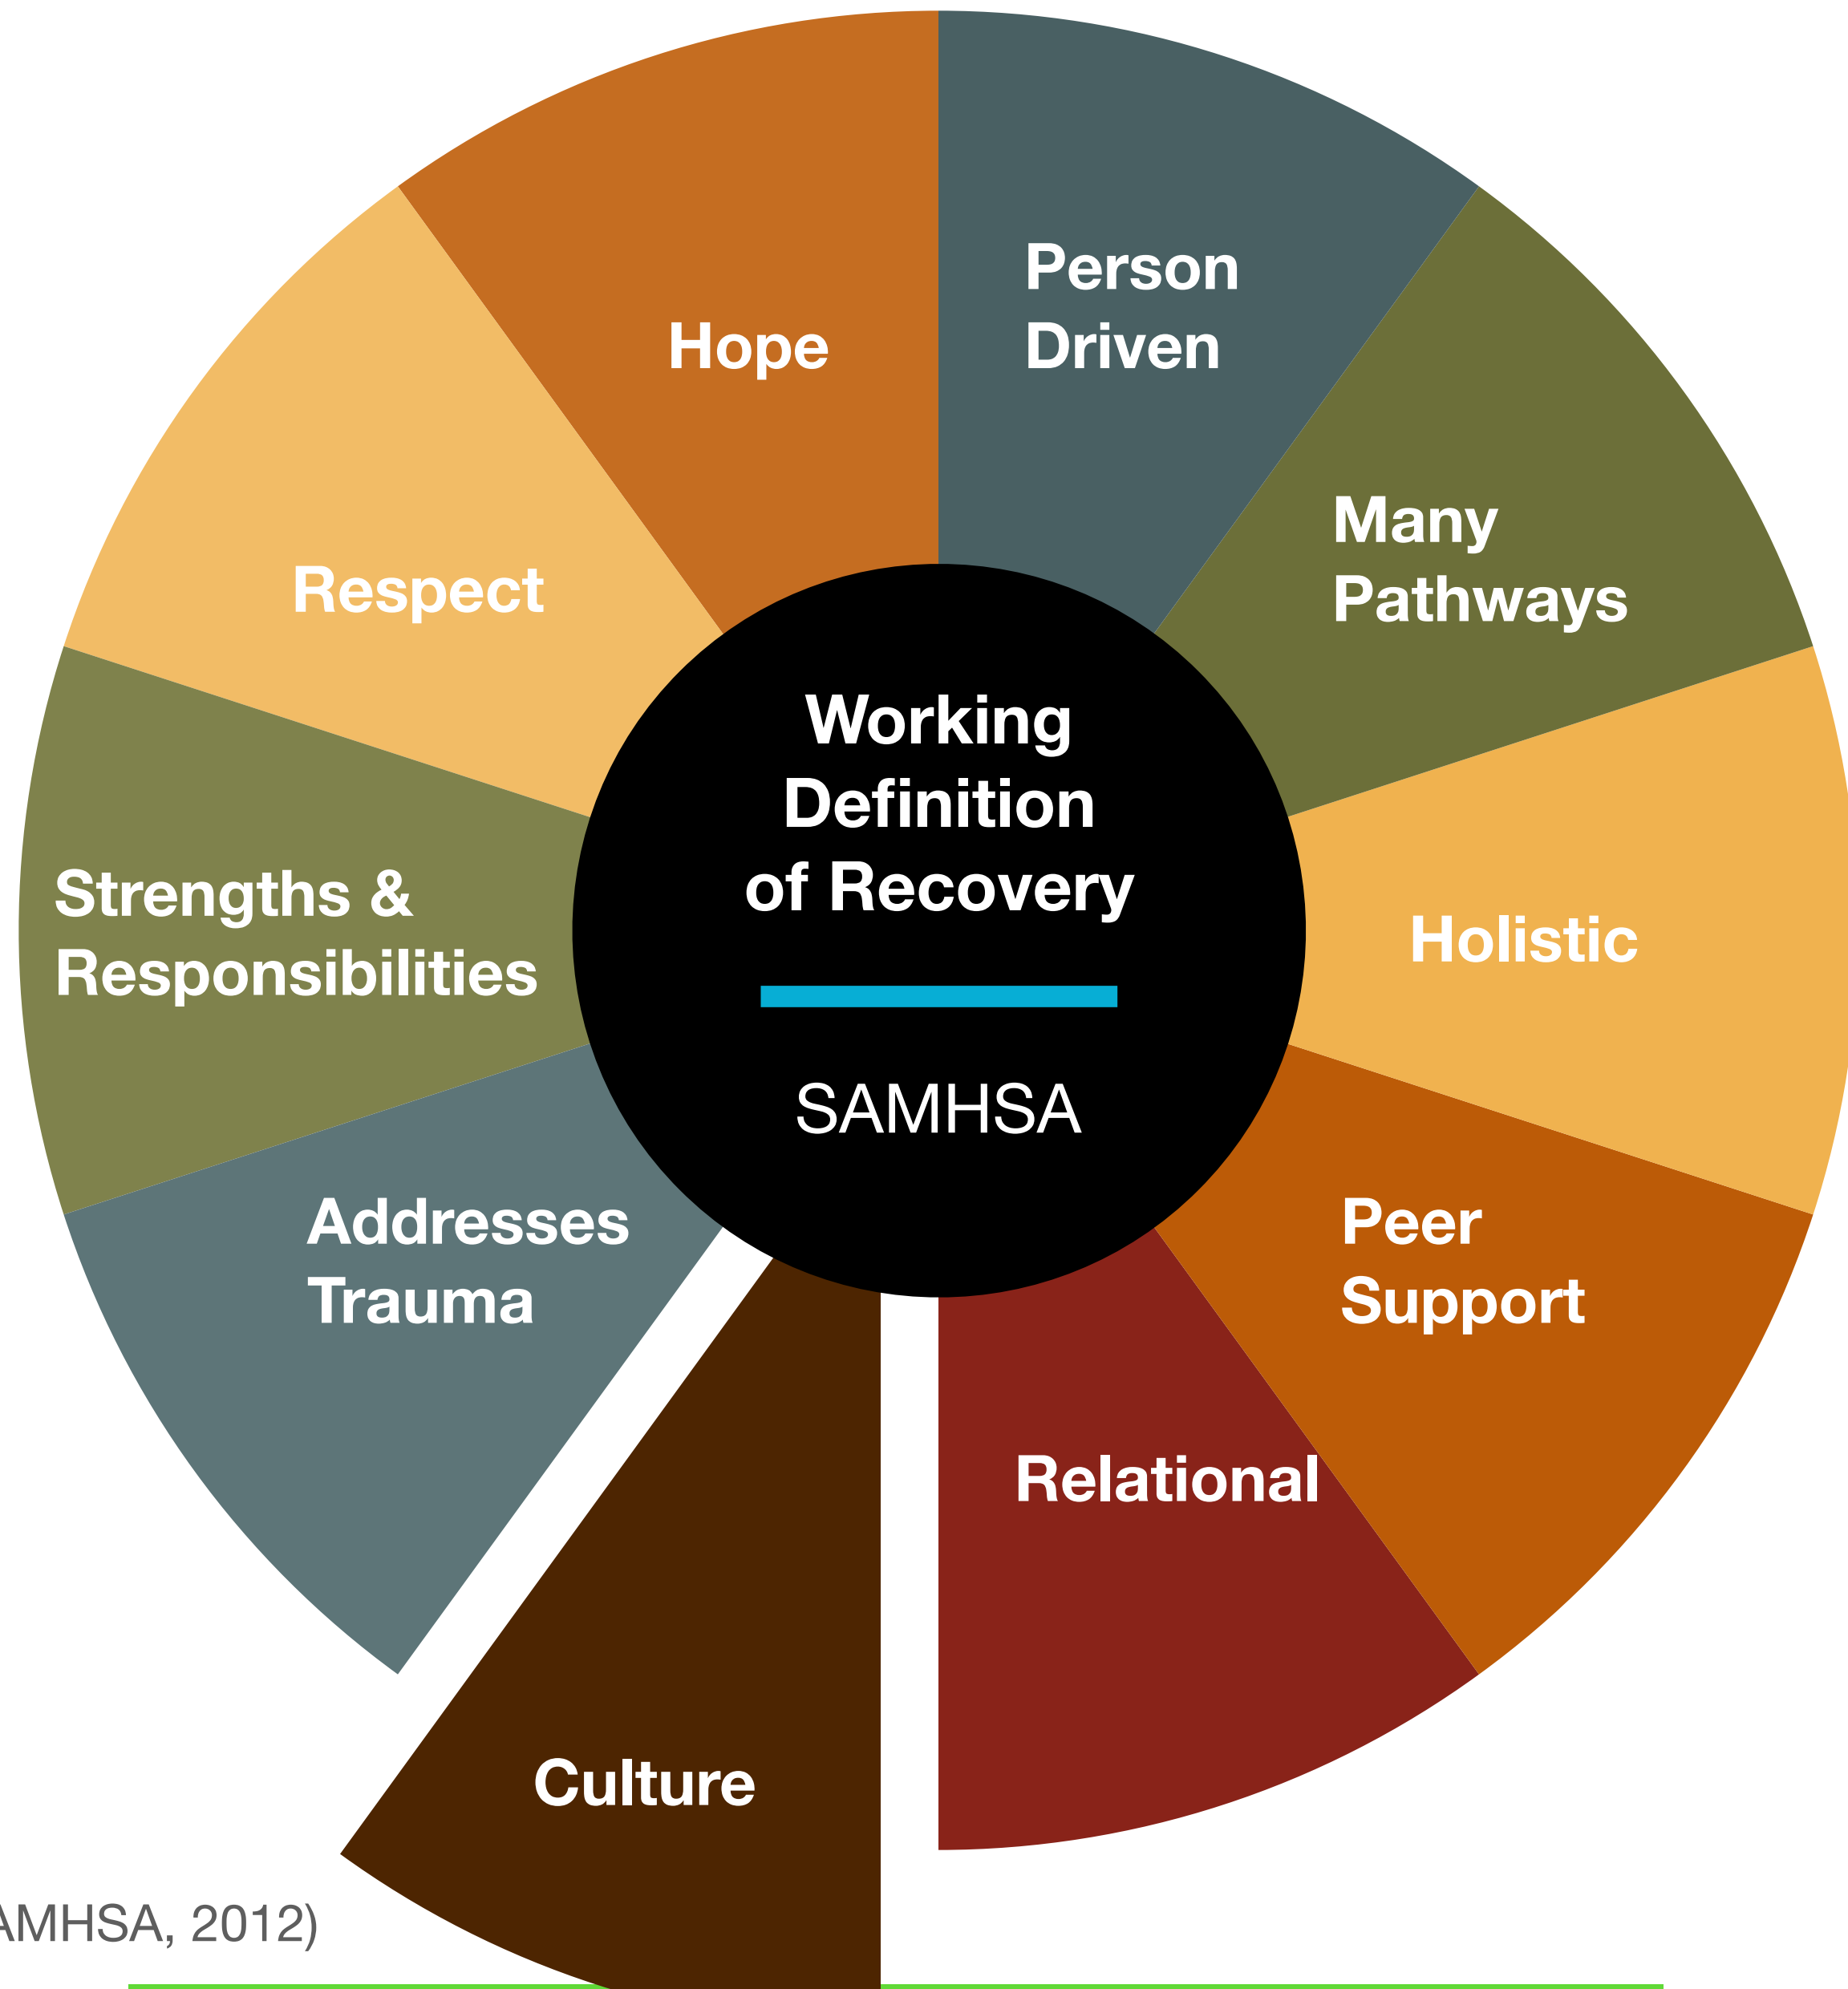 Hope
Person
Driven
Many
Pathways
Respect
Working
Definition
of Recovery
SAMHSA
Strengths &
Responsibilities
Holistic
Addresses
Trauma
Peer
Support
Relational
Culture
AMHSA, 2012)